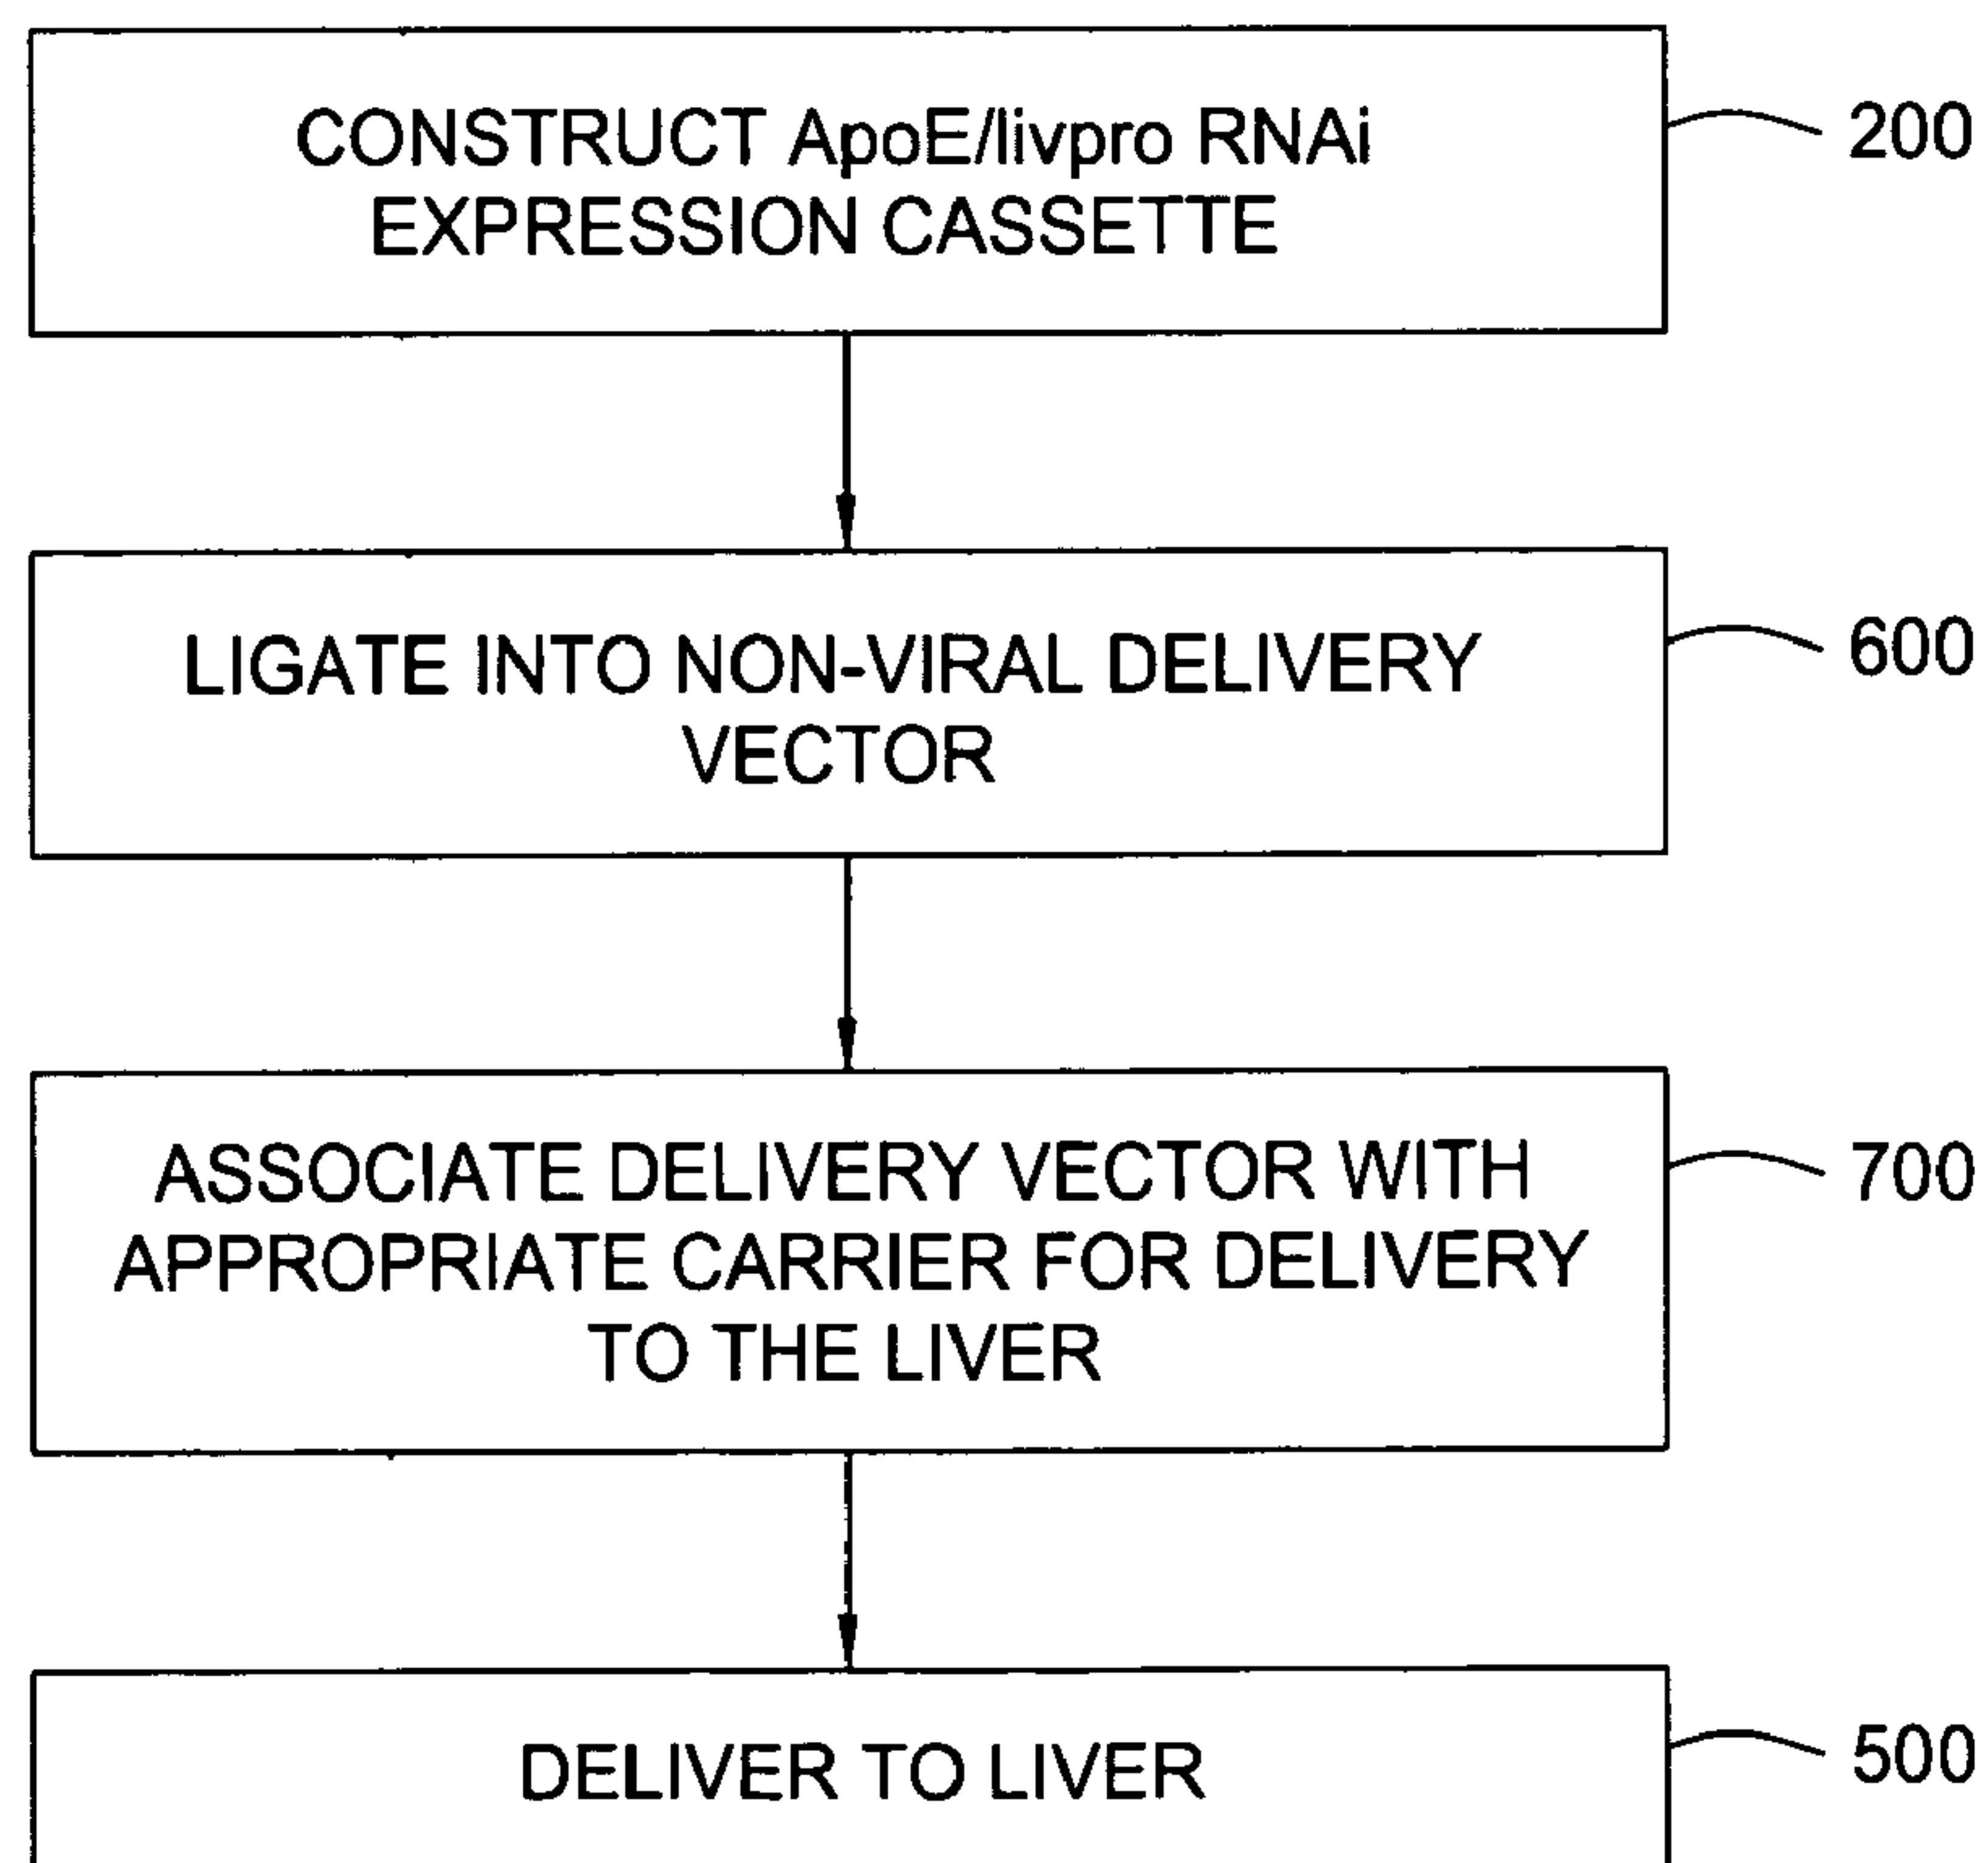 CONSTRUCT ApoE/livpro RNAi
EXPRESSION CASSETTE
200
LIGATE INTO NON-VIRAL DELIVERY
VECTOR
600
ASSOCIATE DELIVERY VECTOR WITH
APPROPRIATE CARRIER FOR DELIVERY
TO THE LIVER
700
DELIVER TO LIVER
500